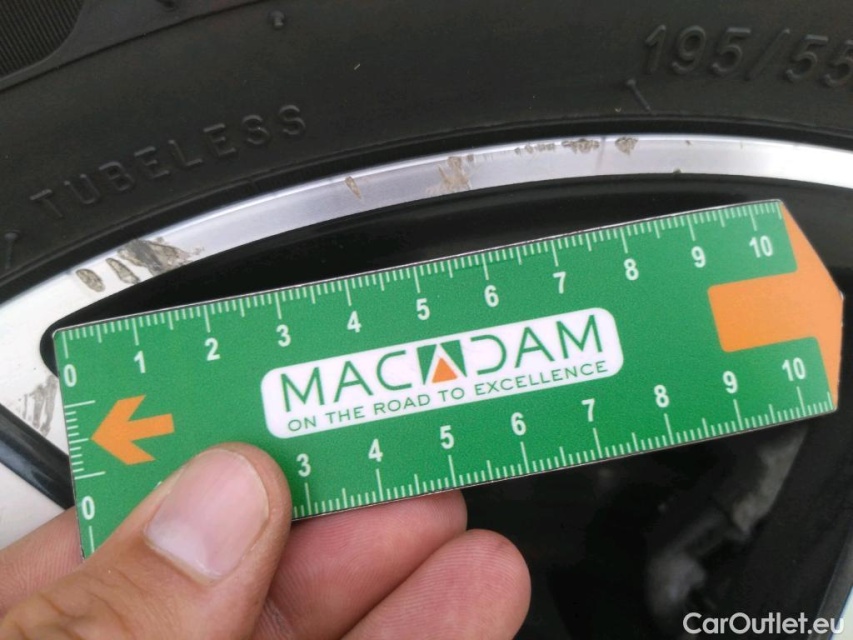 195/55
TUBELESS
0 1 2 3 4 5 6 7 8 9 10
MACADAM
ON THE ROAD TO EXCELLENCE
0 3 4 5 6 7 8 9 10
CarOutlet.eu